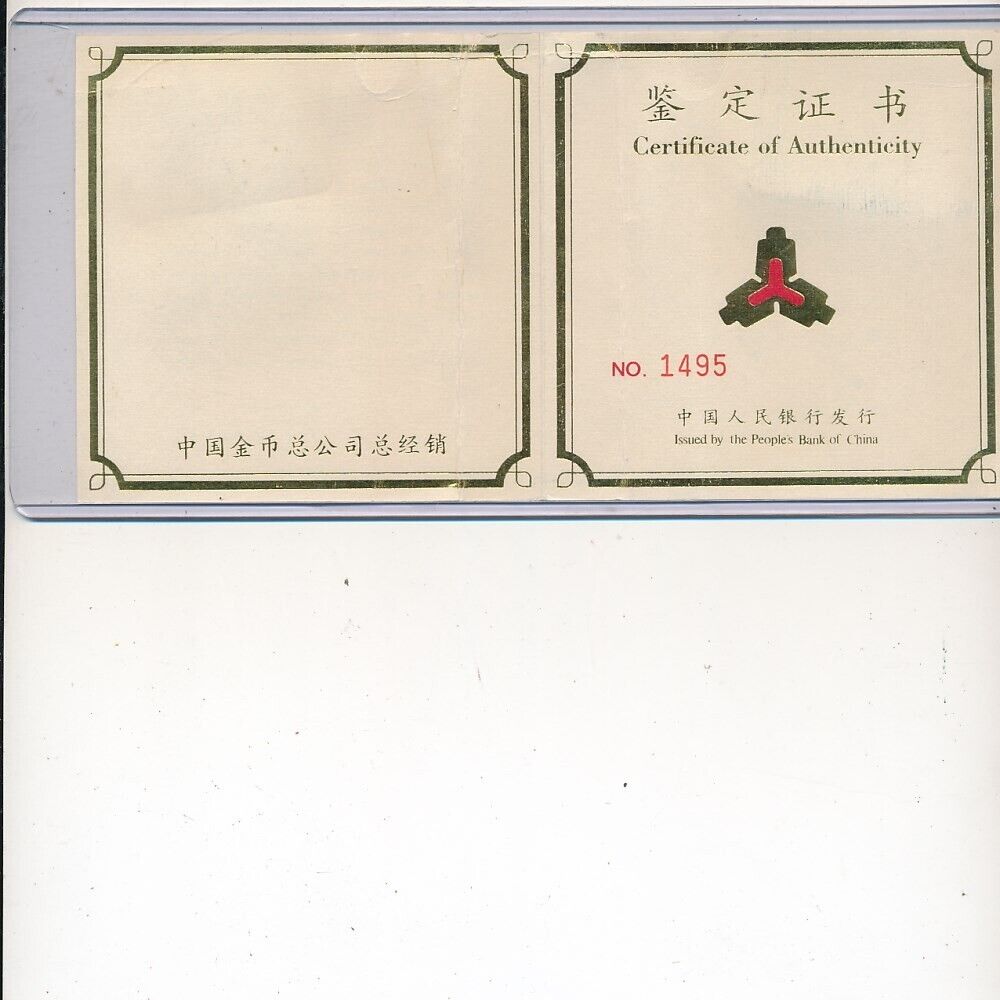 中国金币总公司总经销
鉴定证书
Certificate of Authenticity
NO. 1495
中国人民银行发行
Issued by the People's Bank of China